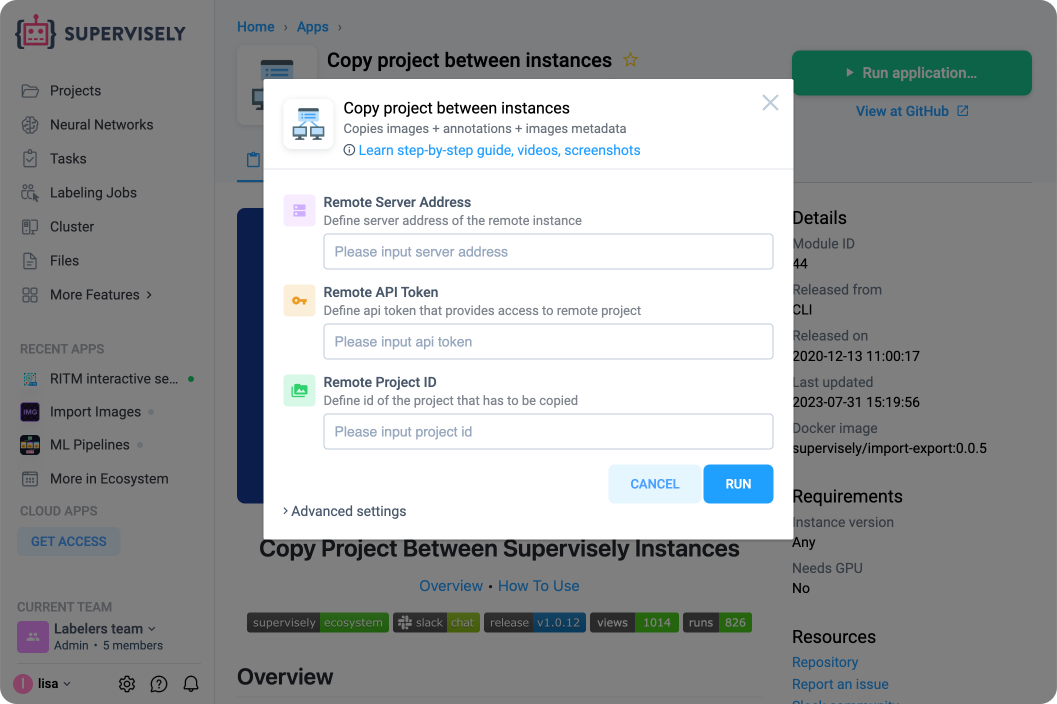 SUPERVISELY
Projects
Neural Networks
Tasks
Labeling Jobs
Cluster
Files
More Features
RECENT APPS
RITM interactive se...
IMG
Import Images
ML Pipelines
More in Ecosystem
CLOUD APPS
GET ACCESS
CURRENT TEAM
Labelers team
Admin • 5 members
l lisa
Home › Apps ›
Copy project between instances
Run application...
View at GitHub
Copy project between instances
Copies images + annotations + images metadata
Learn step-by-step guide, videos, screenshots
Remote Server Address
Define server address of the remote instance
Please input server address
Remote API Token
Define api token that provides access to remote project
Please input api token
Remote Project ID
Define id of the project that has to be copied
Please input project id
CANCEL RUN
Advanced settings
Copy Project Between Supervisely Instances
Overview • How To Use
supervisely ecosystem slack chat release v1.0.12 views 1014 runs 826
Overview
Details
Module ID
44
Released from
CLI
Released on
2020-12-13 11:00:17
Last updated
2023-07-31 15:19:56
Docker image
supervisely/import-export:0.0.5
Requirements
Instance version
Any
Needs GPU
No
Resources
Repository
Report an issue
Slack community